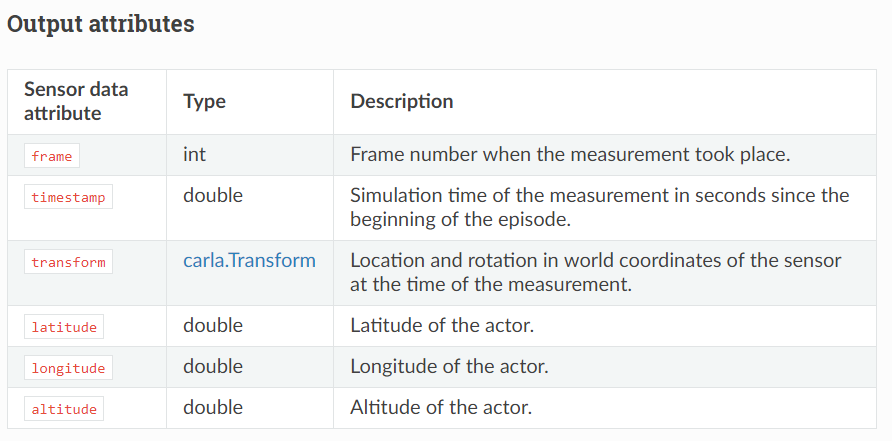 Output attributes
Sensor data attribute Type Description
frame int Frame number when the measurement took place.
timestamp double Simulation time of the measurement in seconds since the
beginning of the episode.
transform carla.Transform Location and rotation in world coordinates of the sensor
at the time of the measurement.
latitude double Latitude of the actor.
longitude double Longitude of the actor.
altitude double Altitude of the actor.